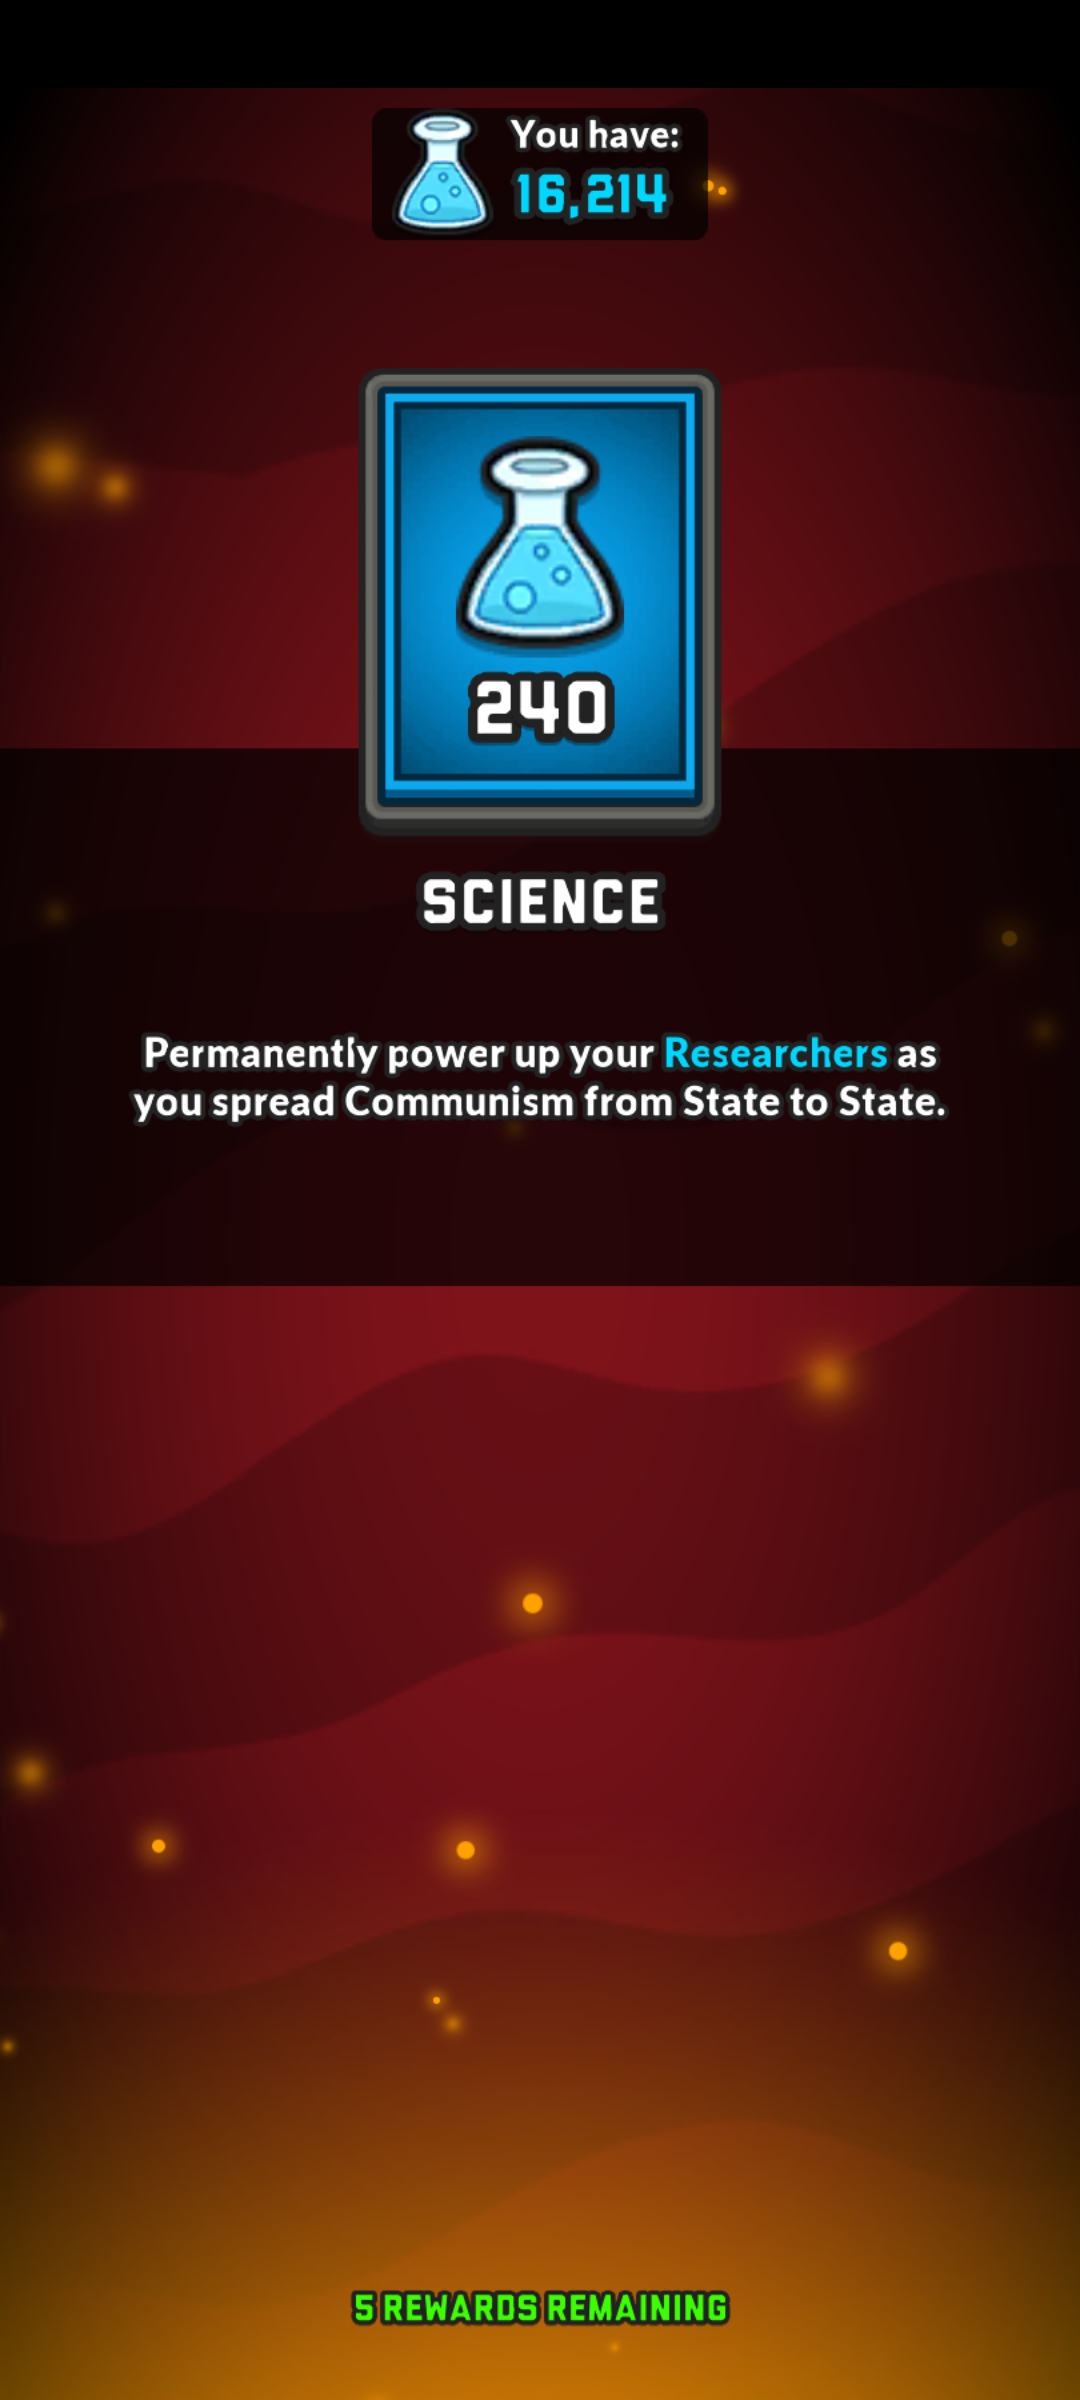 You have:
16,214
240
SCIENCE
Permanently power up your Researchers as
you spread Communism from State to State.
5 REWARDS REMAINING